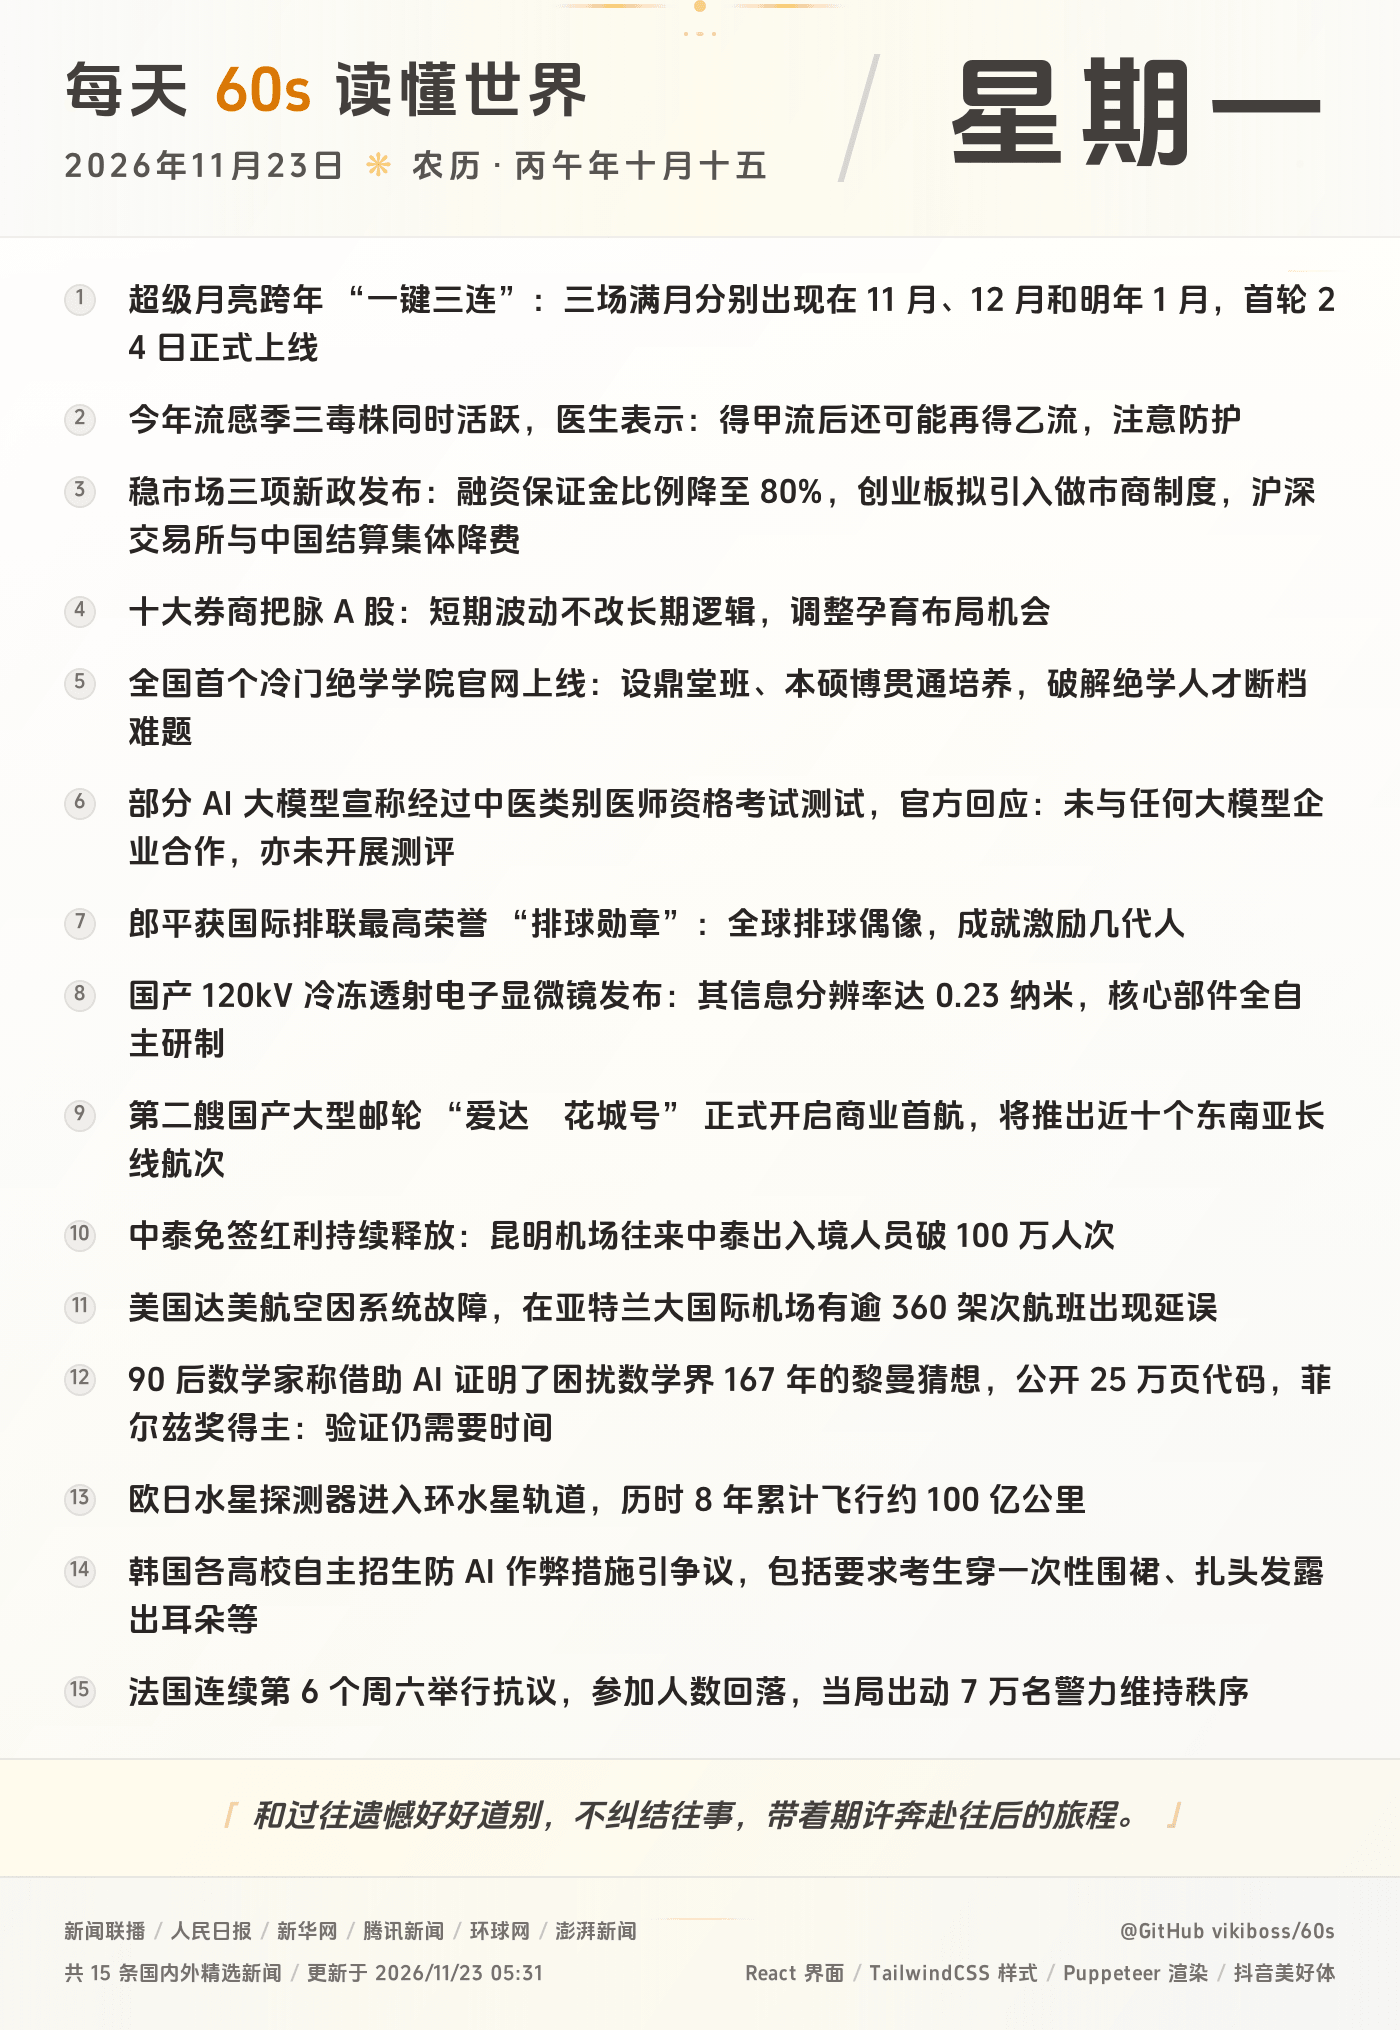 每天 60s 读懂世界
2026年11月23日 ❋ 农历 · 丙午年十月十五
星期一
1 超级月亮跨年 “一键三连” : 三场满月分别出现在 11 月、12 月和明年 1 月，首轮 2
4 日正式上线
2 今年流感季三毒株同时活跃，医生表示：得甲流后还可能再得乙流，注意防护
3 稳市场三项新政发布：融资保证金比例降至 80%，创业板拟引入做市商制度，沪深
交易所与中国结算集体降费
4 十大券商把脉 A 股：短期波动不改长期逻辑，调整孕育布局机会
5 全国首个冷门绝学学院官网上线：设鼎堂班、本硕博贯通培养，破解绝学人才断档
难题
6 部分 AI 大模型宣称经过中医类别医师资格考试测试，官方回应：未与任何大模型企
业合作，亦未开展测评
7 郎平获国际排联最高荣誉 “排球勋章” : 全球排球偶像，成就激励几代人
8 国产 120kV 冷冻透射电子显微镜发布：其信息分辨率达 0.23 纳米，核心部件全自
主研制
9 第二艘国产大型邮轮 “爱达　花城号” 正式开启商业首航，将推出近十个东南亚长
线航次
10 中泰免签红利持续释放：昆明机场往来中泰出入境人员破 100 万人次
11 美国达美航空因系统故障，在亚特兰大国际机场有逾 360 架次航班出现延误
12 90 后数学家称借助 AI 证明了困扰数学界 167 年的黎曼猜想，公开 25 万页代码，菲
尔兹奖得主：验证仍需要时间
13 欧日水星探测器进入环水星轨道，历时 8 年累计飞行约 100 亿公里
14 韩国各高校自主招生防 AI 作弊措施引争议，包括要求考生穿一次性围裙、扎头发露
出耳朵等
15 法国连续第 6 个周六举行抗议，参加人数回落，当局出动 7 万名警力维持秩序
「 和过往遗憾好好道别，不纠结往事，带着期许奔赴往后的旅程。 」
新闻联播 / 人民日报 / 新华网 / 腾讯新闻 / 环球网 / 澎湃新闻
@GitHub vikiboss/60s
共 15 条国内外精选新闻 / 更新于 2026/11/23 05:31
React 界面 / TailwindCSS 样式 / Puppeteer 渲染 / 抖音美好体